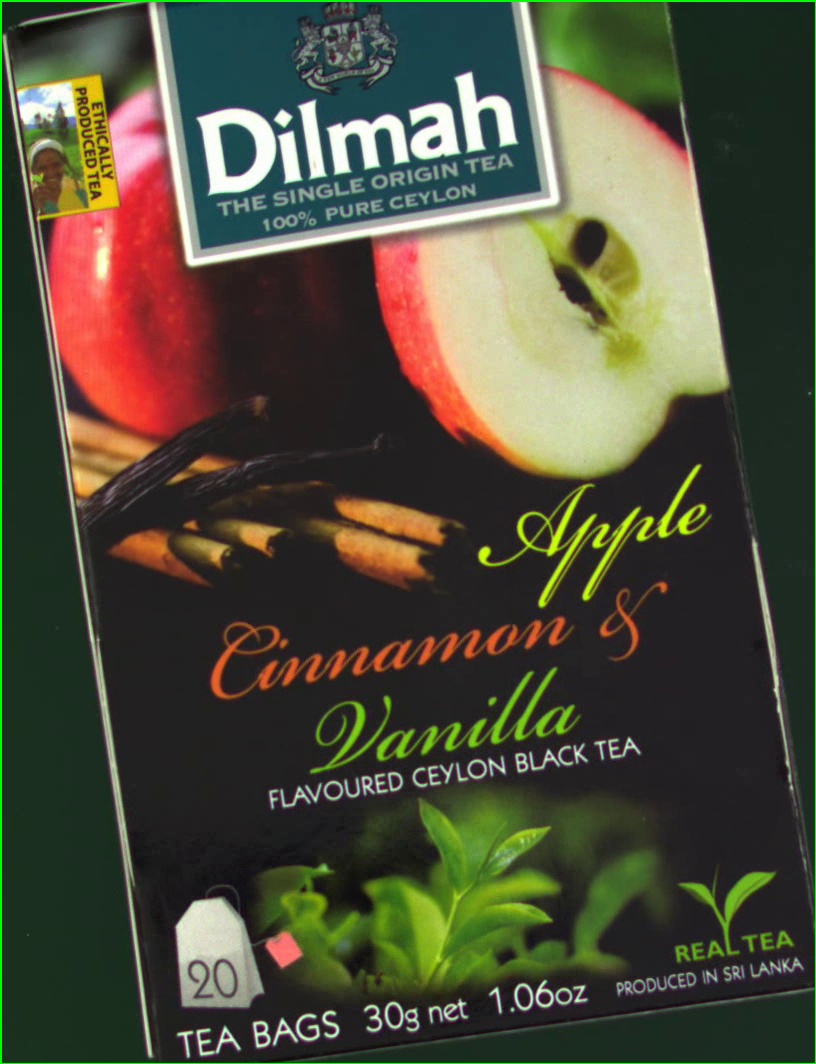 ETHICALLY
PRODUCED TEA
Dilmah
THE SINGLE ORIGIN TEA
100% PURE CEYLON
Apple
Cinnamon &
Vanilla
FLAVOURED CEYLON BLACK TEA
20
TEA BAGS 30g net 1.06oz
REAL TEA
PRODUCED IN SRI LANKA